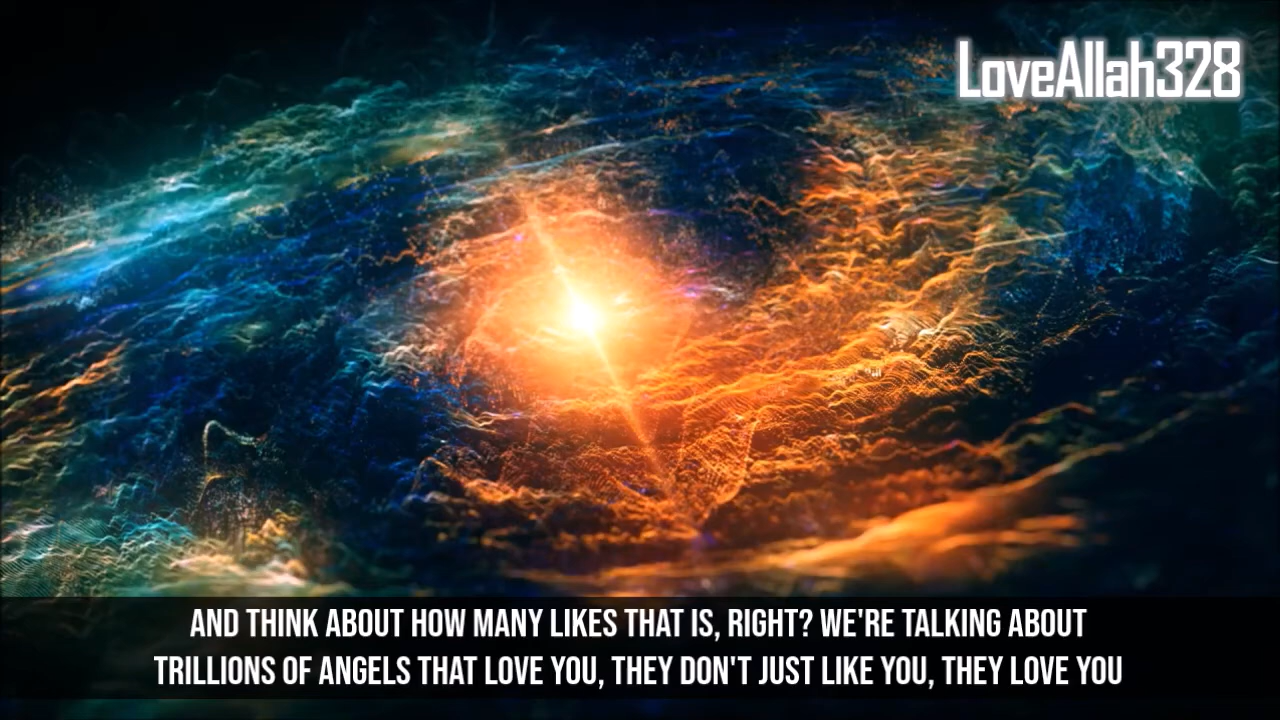 LoveAllah328
AND THINK ABOUT HOW MANY LIKES THAT IS, RIGHT? WE'RE TALKING ABOUT
TRILLIONS OF ANGELS THAT LOVE YOU, THEY DON'T JUST LIKE YOU, THEY LOVE YOU